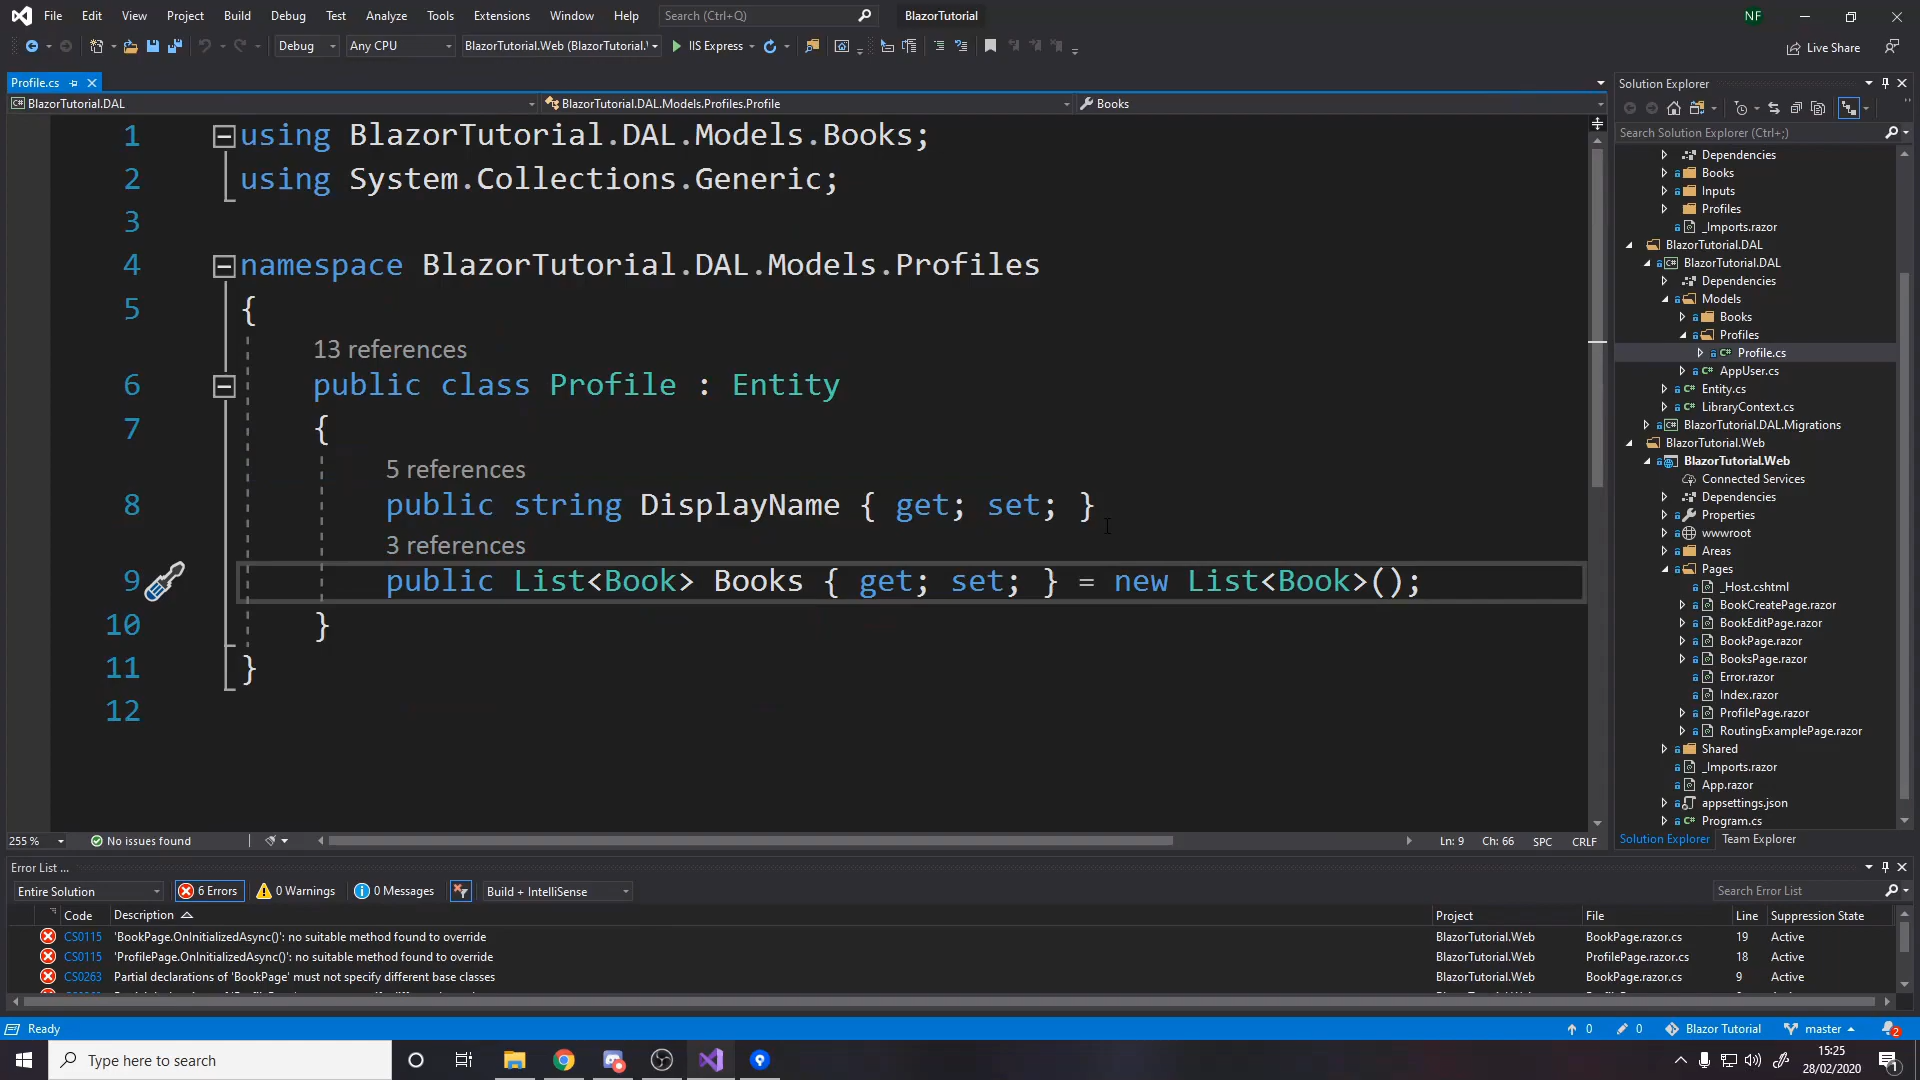 File Edit View Project Build Debug Test Analyze Tools Extensions Window Help Search (Ctrl+Q) BlazorTutorial NF
Debug Any CPU BlazorTutorial.Web (BlazorTutorial.\ IIS Express Live Share
Profile.cs
BlazorTutorial.DAL BlazorTutorial.DAL.Models.Profiles.Profile Books
1 using BlazorTutorial.DAL.Models.Books;
2 using System.Collections.Generic;
3
4 namespace BlazorTutorial.DAL.Models.Profiles
5 {
13 references
6 public class Profile : Entity
7 {
5 references
8 public string DisplayName { get; set; }
3 references
9 public List<Book> Books { get; set; } = new List<Book>();
10 }
11 }
12
255 % No issues found Ln: 9 Ch: 66 SPC CRLF
Solution Explorer
Search Solution Explorer (Ctrl+;)
Dependencies
Books
Inputs
Profiles
_Imports.razor
BlazorTutorial.DAL
BlazorTutorial.DAL
Dependencies
Models
Books
Profiles
Profile.cs
AppUser.cs
Entity.cs
LibraryContext.cs
BlazorTutorial.DAL.Migrations
BlazorTutorial.Web
BlazorTutorial.Web
Connected Services
Dependencies
Properties
wwwroot
Areas
Pages
_Host.cshtml
BookCreatePage.razor
BookEditPage.razor
BookPage.razor
BooksPage.razor
Error.razor
Index.razor
ProfilePage.razor
RoutingExamplePage.razor
Shared
_Imports.razor
App.razor
appsettings.json
Program.cs
Solution Explorer Team Explorer
Error List ...
Entire Solution 6 Errors 0 Warnings 0 Messages Build + IntelliSense Search Error List
Code Description Project File Line Suppression State
CS0115 'BookPage.OnInitializedAsync()': no suitable method found to override BlazorTutorial.Web BookPage.razor.cs 19 Active
CS0115 'ProfilePage.OnInitializedAsync()': no suitable method found to override BlazorTutorial.Web ProfilePage.razor.cs 18 Active
CS0263 Partial declarations of 'BookPage' must not specify different base classes BlazorTutorial.Web BookPage.razor.cs 9 Active
Ready 0 0 Blazor Tutorial master 2
Type here to search 15:25
28/02/2020 1